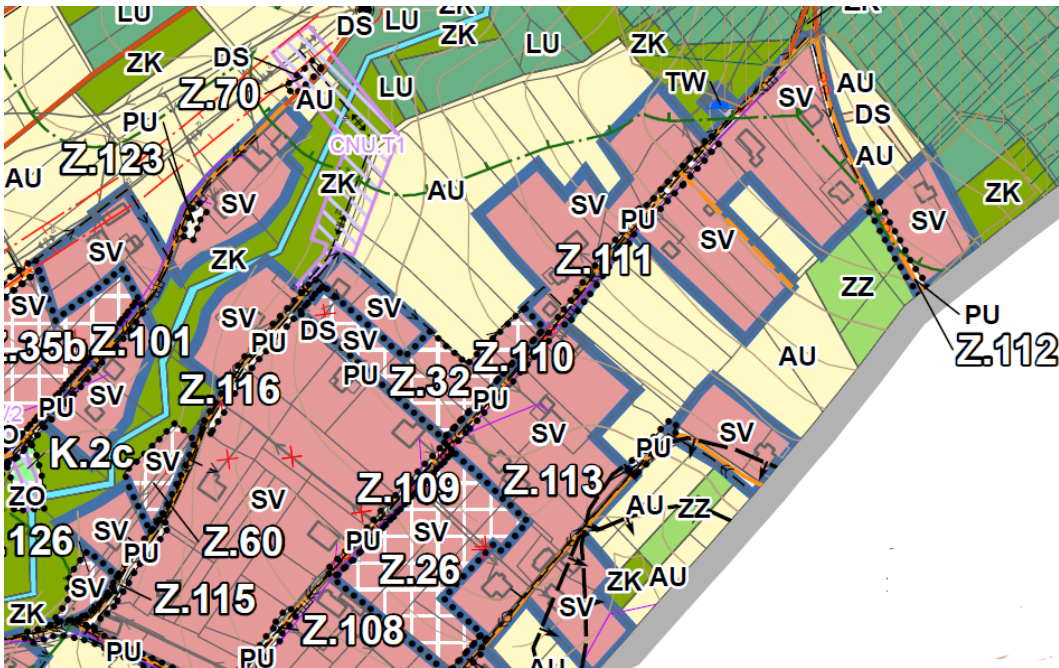 LU
DS
LU
ZK
ZK
ZK
LU
ZK
DS
Z.70
LU
TW
SV
AU
PU
AU
DS
Z.123
CNU.T1
AU
AU
ZK
AU
ZK
SV
SV
PU
SV
SV
SV
ZK
Z.111
ZZ
SV
SV
SV
PU
.35b
Z.101
DS
SV
Z.110
AU
Z.112
PU
PU
Z.116
Z.32
SV
PU
PU
SV
K.2c
SV
SV
PU
Z.109
Z.113
ZO
SV
SV
AU
ZZ
.126
SV
PU
Z.60
PU
Z.26
ZK
AU
SV
Z.115
SV
ZK
Z.108
PU
PU
AU